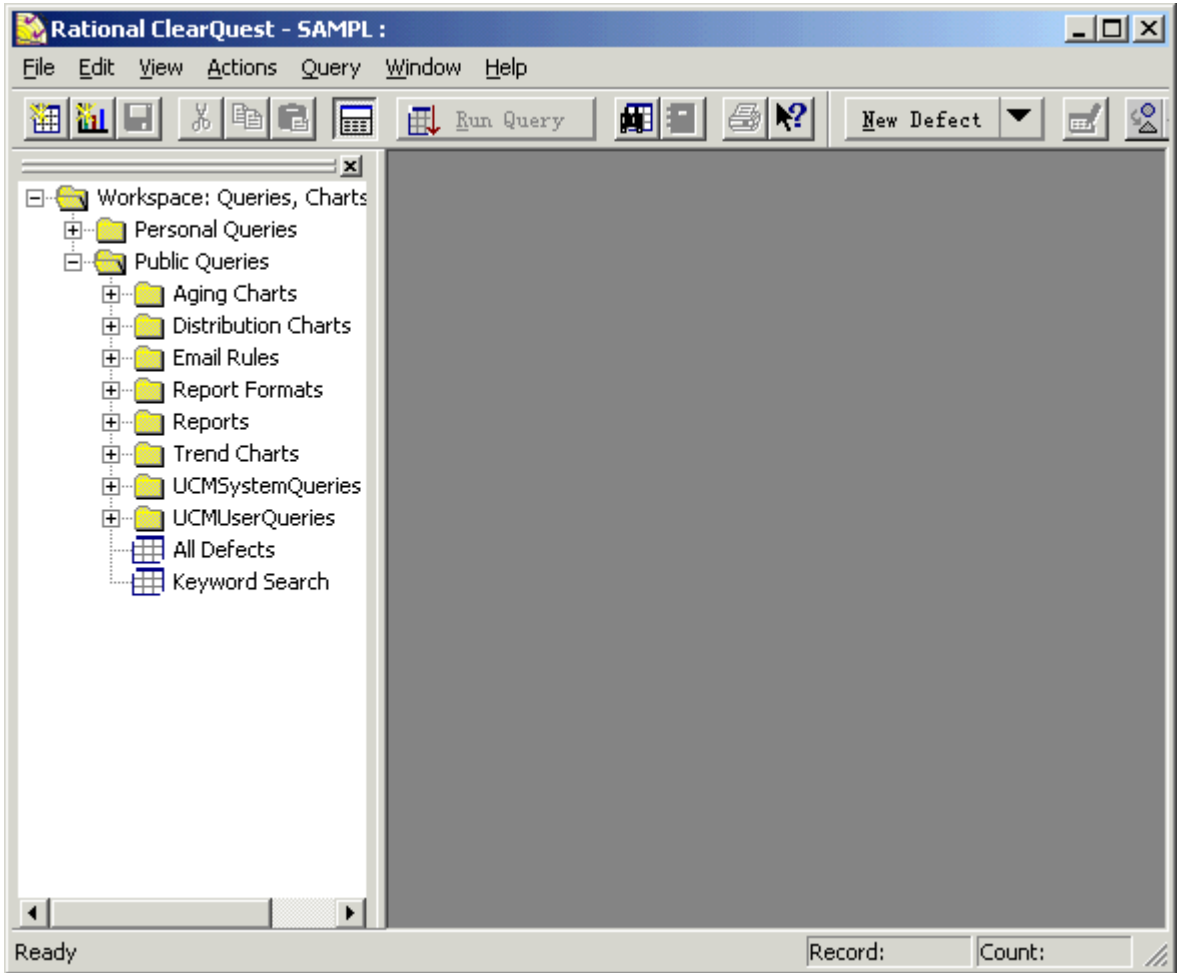 Rational ClearQuest - SAMPL :
File Edit View Actions Query Window Help
Run Query New Defect
Workspace: Queries, Charts
Personal Queries
Public Queries
Aging Charts
Distribution Charts
Email Rules
Report Formats
Reports
Trend Charts
UCMSystemQueries
UCMUserQueries
All Defects
Keyword Search
Ready Record: Count: